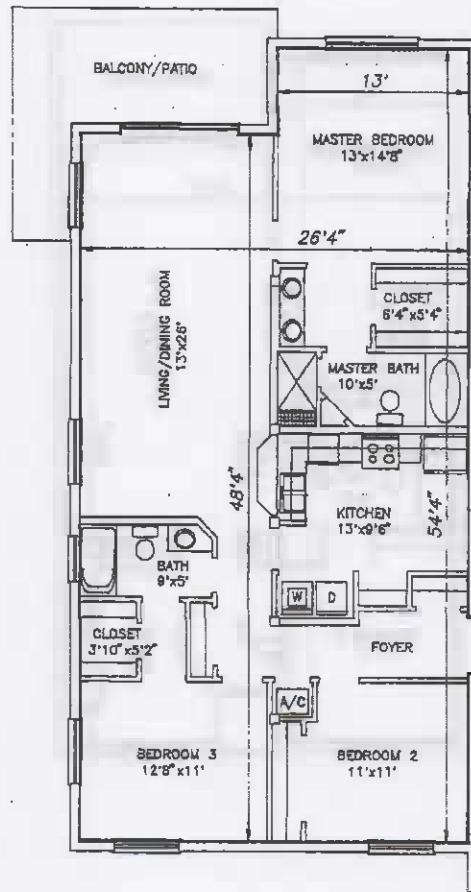 BALCONY/PATIO
13'
MASTER BEDROOM
13'x14'8"
26'4"
LIVING/DINING ROOM
13'x26'
CLOSET
6'4"x5'4"
MASTER BATH
10'x5'
48'4"
54'4"
KITCHEN
13'x9'6"
BATH
9'x5'
W
D
CLOSET
3'10"x5'2"
FOYER
A/C
BEDROOM 3
12'8"x11'
BEDROOM 2
11'x11'